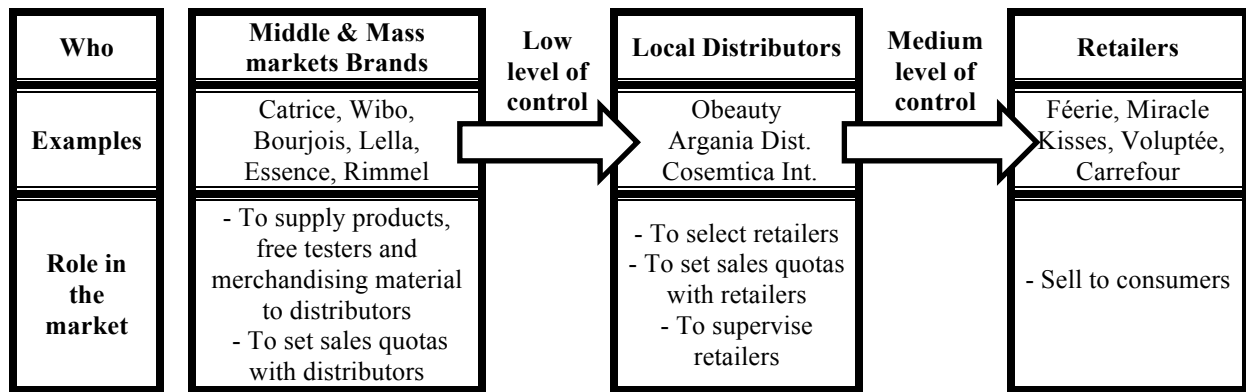 Who
Middle & Mass
markets Brands
Low
level of
control
Local Distributors
Medium
level of
control
Retailers
Examples
Catrice, Wibo,
Bourjois, Lella,
Essence, Rimmel
Obeauty
Argania Dist.
Cosemtica Int.
Féerie, Miracle
Kisses, Voluptée,
Carrefour
Role in
the
market
- To supply products,
free testers and
merchandising material
to distributors
- To set sales quotas
with distributors
- To select retailers
- To set sales quotas
with retailers
- To supervise
retailers
- Sell to consumers